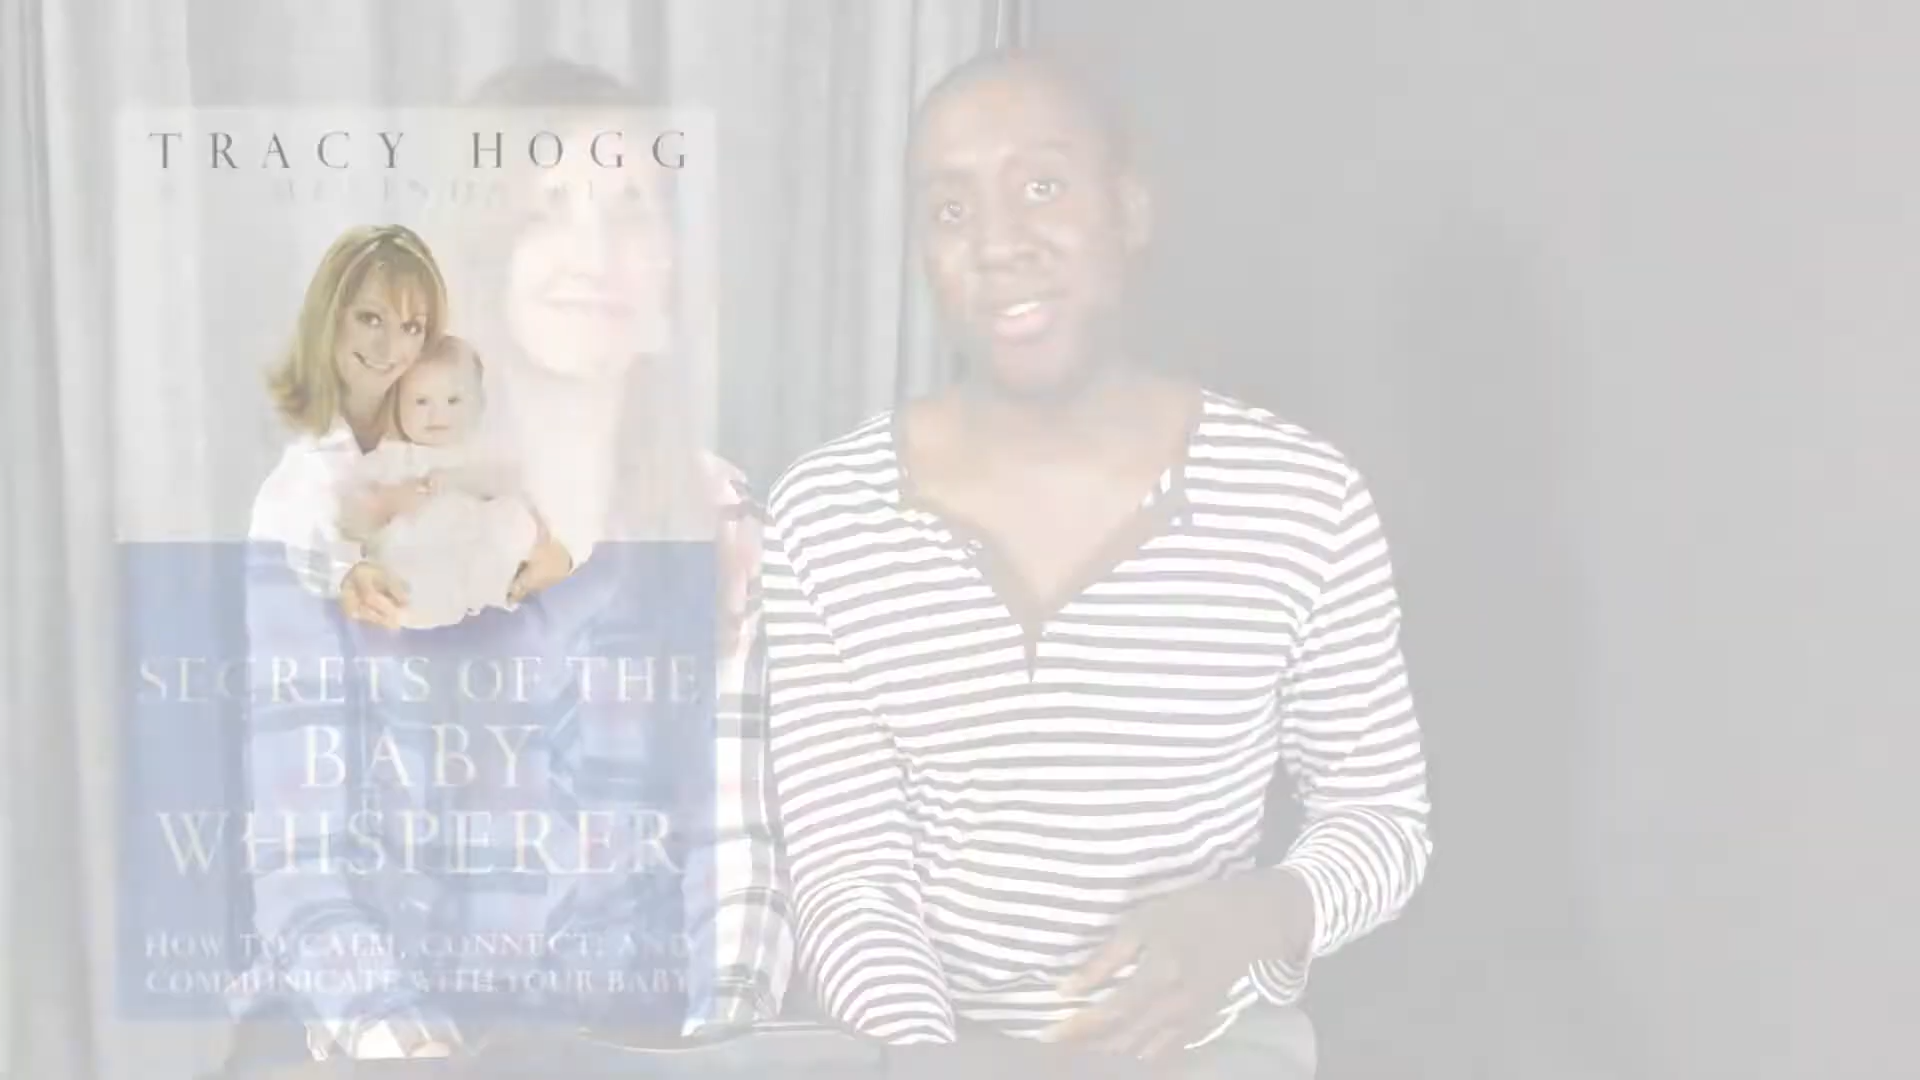 TRACY HOGG
SECRETS OF THE
BABY
WHISPERER
HOW TO CALM, CONNECT, AND
COMMUNICATE WITH YOUR BABY